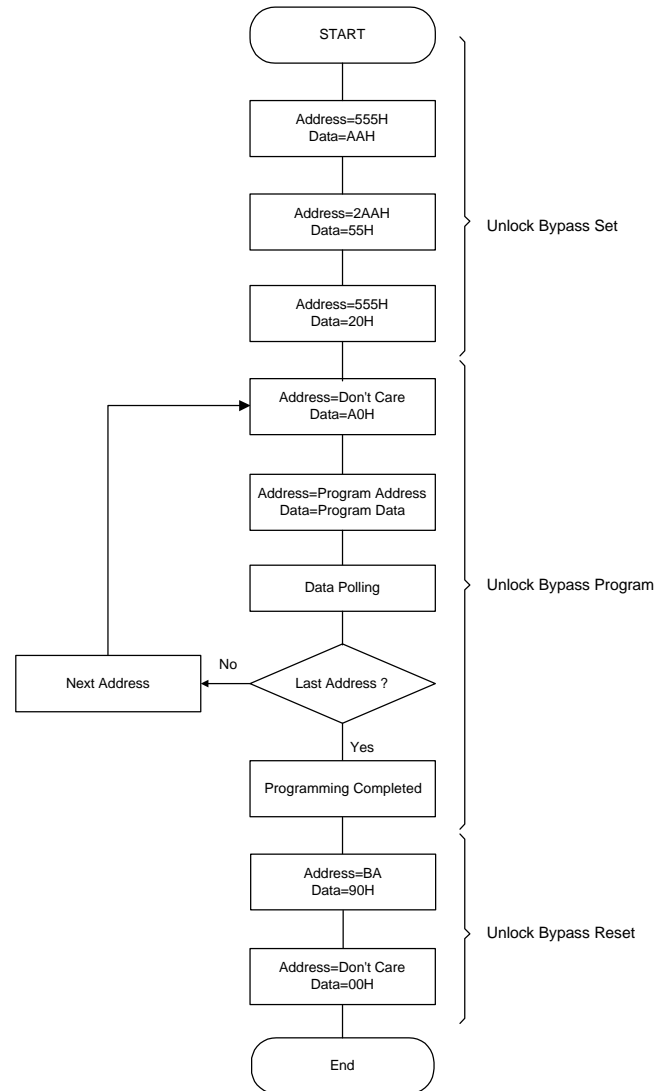 START
Address=555H
Data=AAH
Address=2AAH
Data=55H
Unlock Bypass Set
Address=555H
Data=20H
Address=Don't Care
Data=A0H
Address=Program Address
Data=Program Data
Data Polling
Unlock Bypass Program
No
Next Address
Last Address ?
Yes
Programming Completed
Address=BA
Data=90H
Unlock Bypass Reset
Address=Don't Care
Data=00H
End